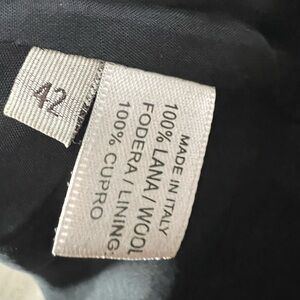 42
MADE IN ITALY
100% LANA / WOOL
FODERA / LINING
100% CUPRO